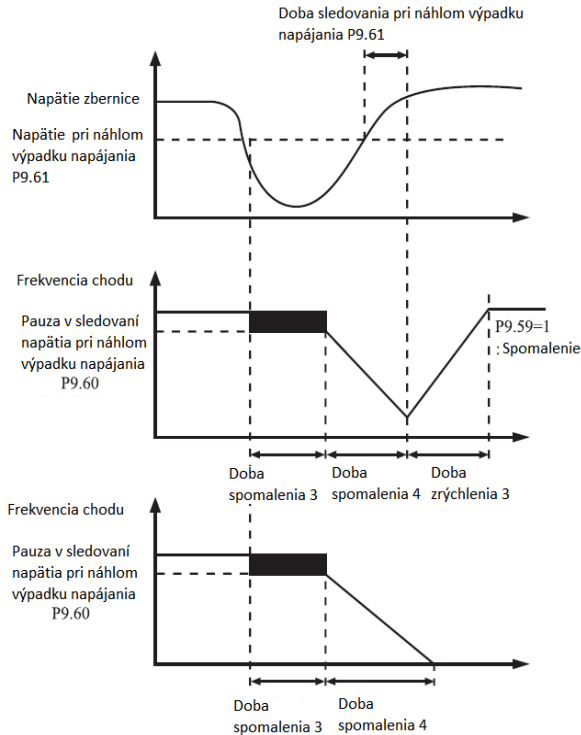 Doba sledovania pri náhlom výpadku
napájania P9.61
Napätie zbernice
Napätie pri náhlom
výpadku napájania
P9.61
Frekvencia chodu
Pauza v sledovaní
napätia pri náhlom
výpadku napájania
P9.60
P9.59=1
: Spomalenie
Doba
spomalenia 3
Doba
spomalenia 4
Doba
zrýchlenia 3
Frekvencia chodu
Pauza v sledovaní
napätia pri náhlom
výpadku napájania
P9.60
Doba
spomalenia 3
Doba
spomalenia 4